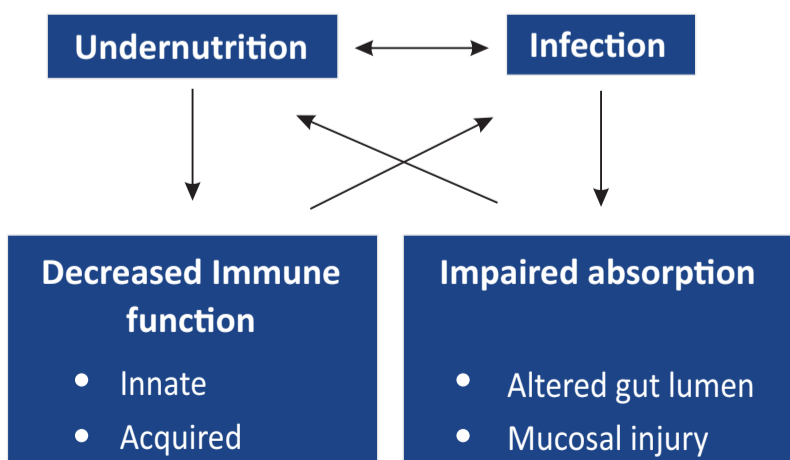 Undernutrition
Infection
Decreased Immune
function
• Innate
• Acquired
Impaired absorption
• Altered gut lumen
• Mucosal injury